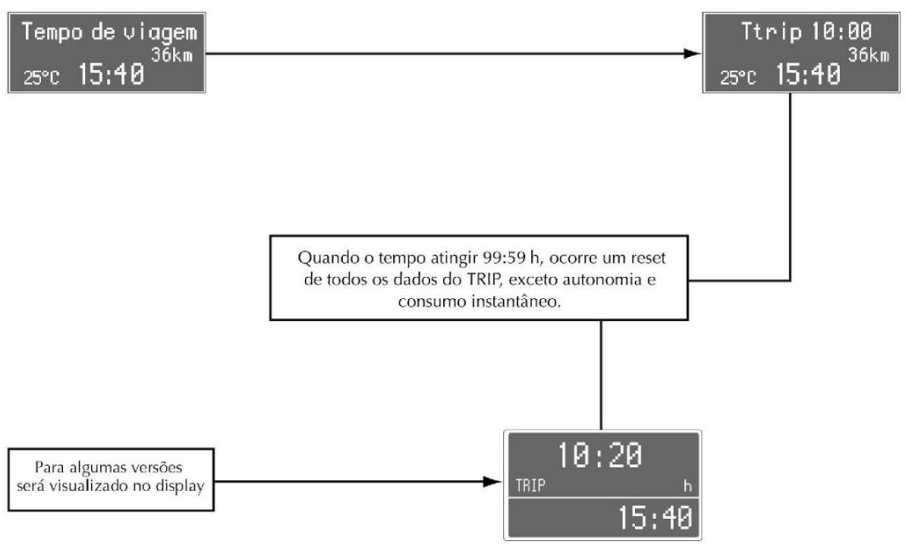 Tempo de viagem
36km
25°C 15:40
Ttrip 10:00
36km
25°C 15:40
Quando o tempo atingir 99:59 h, ocorre um reset
de todos os dados do TRIP, exceto autonomia e
consumo instantâneo.
Para algumas versões
será visualizado no display
10:20
TRIP h
15:40